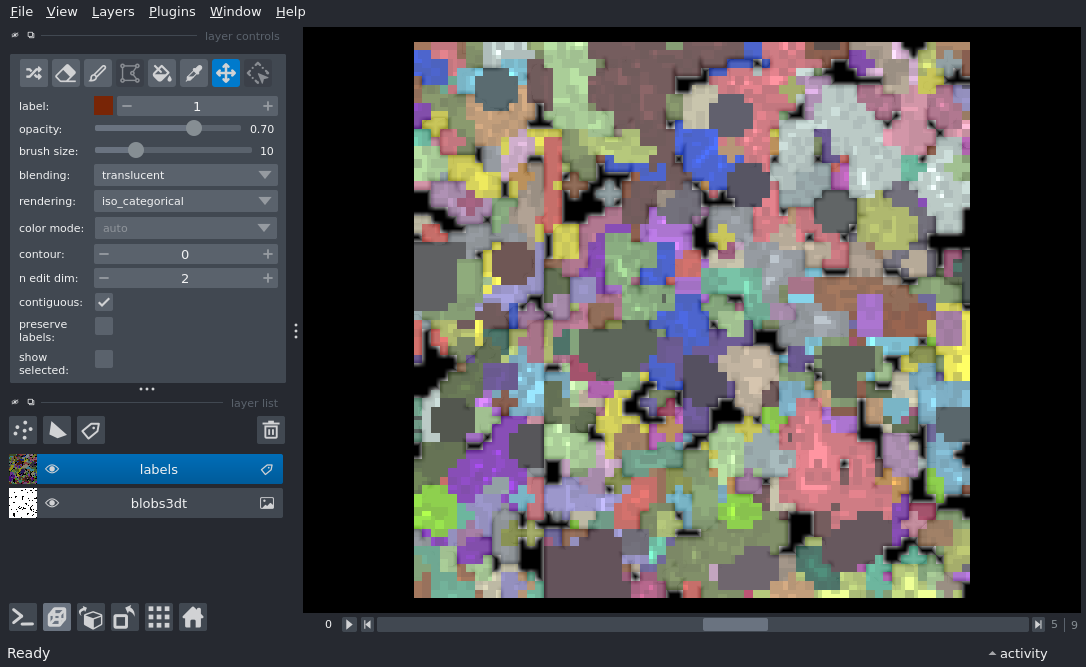 File View Layers Plugins Window Help
layer controls
label: 1
opacity: 0.70
brush size: 10
blending: translucent
rendering: iso_categorical
color mode: auto
contour: 0
n edit dim: 2
contiguous:
preserve
labels:
show
selected:
layer list
labels
blobs3dt
0 5 | 9
Ready activity